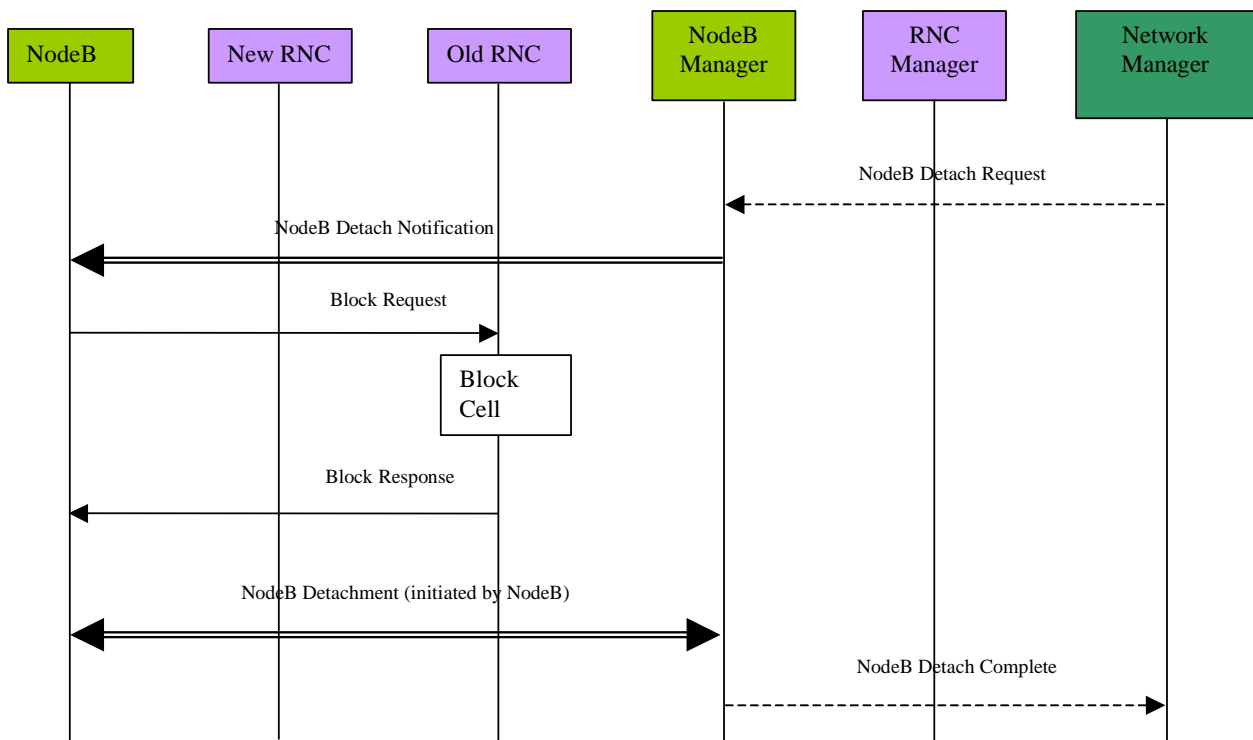 NodeB
New RNC
Old RNC
NodeB
Manager
RNC
Manager
Network
Manager
NodeB Detach Request
NodeB Detach Notification
Block Request
Block
Cell
Block Response
NodeB Detachment (initiated by NodeB)
NodeB Detach Complete